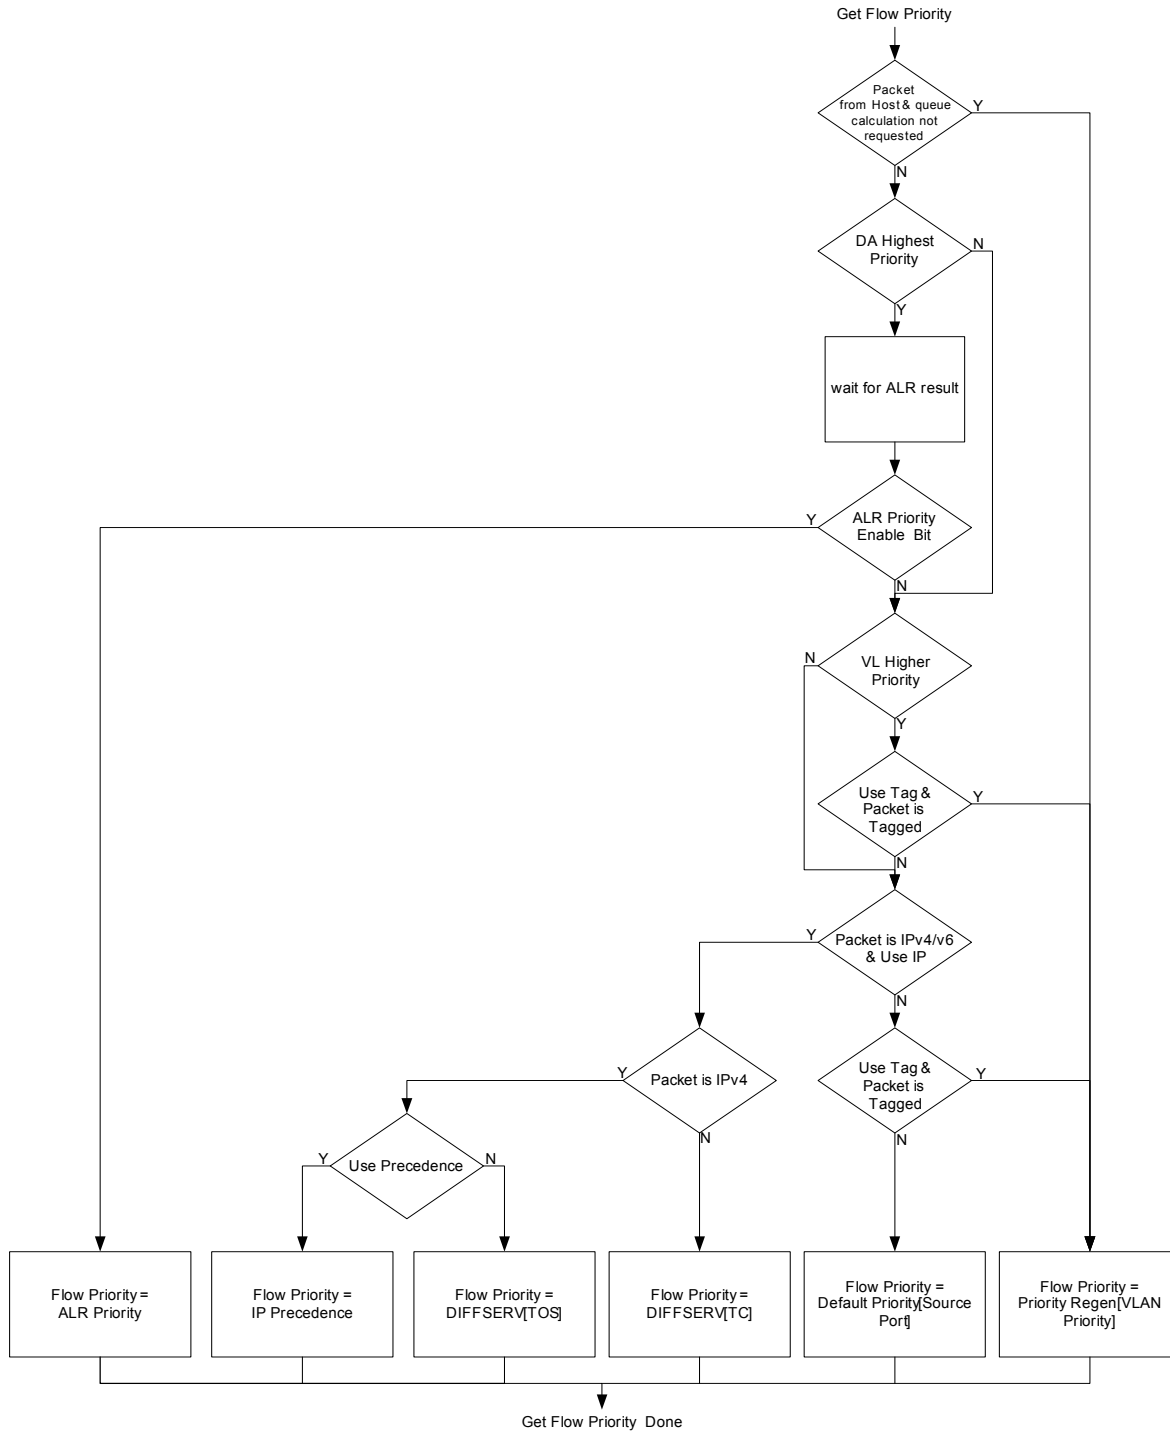 Get Flow Priority
Packet
from Host & queue
calculation not
requested
Y
N
DA Highest
Priority
N
Y
wait for ALR result
ALR Priority
Enable Bit
Y
N
VL Higher
Priority
N
Y
Use Tag &
Packet is
Tagged
Y
N
Packet is IPv4/v6
& Use IP
Y
N
Packet is IPv4
Y
N
Use Tag &
Packet is
Tagged
Y
N
Use Precedence
Y
N
Flow Priority =
ALR Priority
Flow Priority =
IP Precedence
Flow Priority =
DIFFSERV[TOS]
Flow Priority =
DIFFSERV[TC]
Flow Priority =
Default Priority[Source
Port]
Flow Priority =
Priority Regen[VLAN
Priority]
Get Flow Priority Done